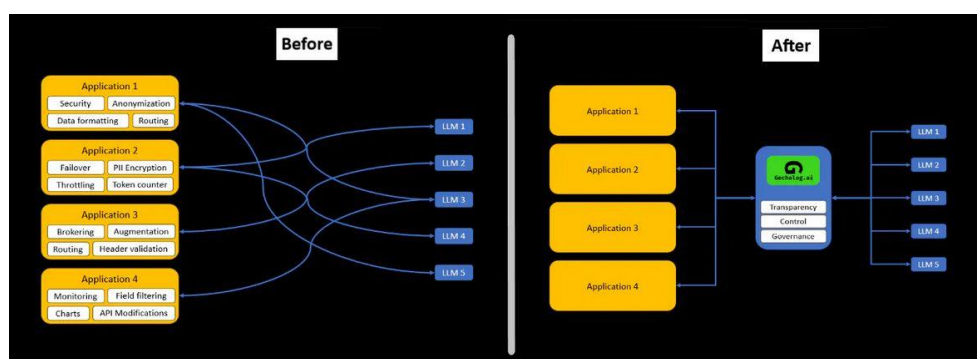 Before
Application 1
Security Anonymization
Data formatting Routing
Application 2
Failover PII Encryption
Throttling Token counter
Application 3
Brokering Augmentation
Routing Header validation
Application 4
Monitoring Field filtering
Charts API Modifications
LLM 1
LLM 2
LLM 3
LLM 4
LLM 5
After
Application 1
Application 2
Application 3
Application 4
Gecholog.ai
Transparency
Control
Governance
LLM 1
LLM 2
LLM 3
LLM 4
LLM 5